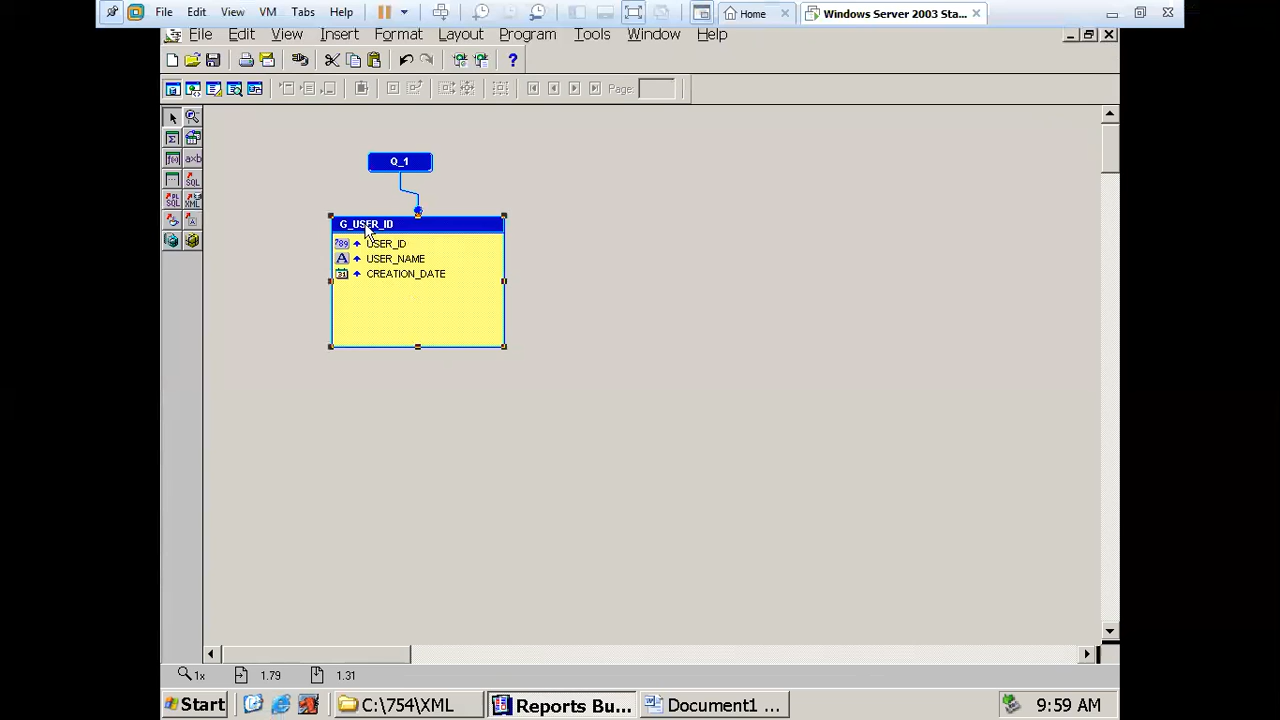 File Edit View VM Tabs Help Home Windows Server 2003 Sta...
File Edit View Insert Format Layout Program Tools Window Help
Page:
Q_1
G_USER_ID
USER_ID
USER_NAME
CREATION_DATE
1x 1.79 1.31
Start C:\754\XML Reports Bu... Document1 ... 9:59 AM